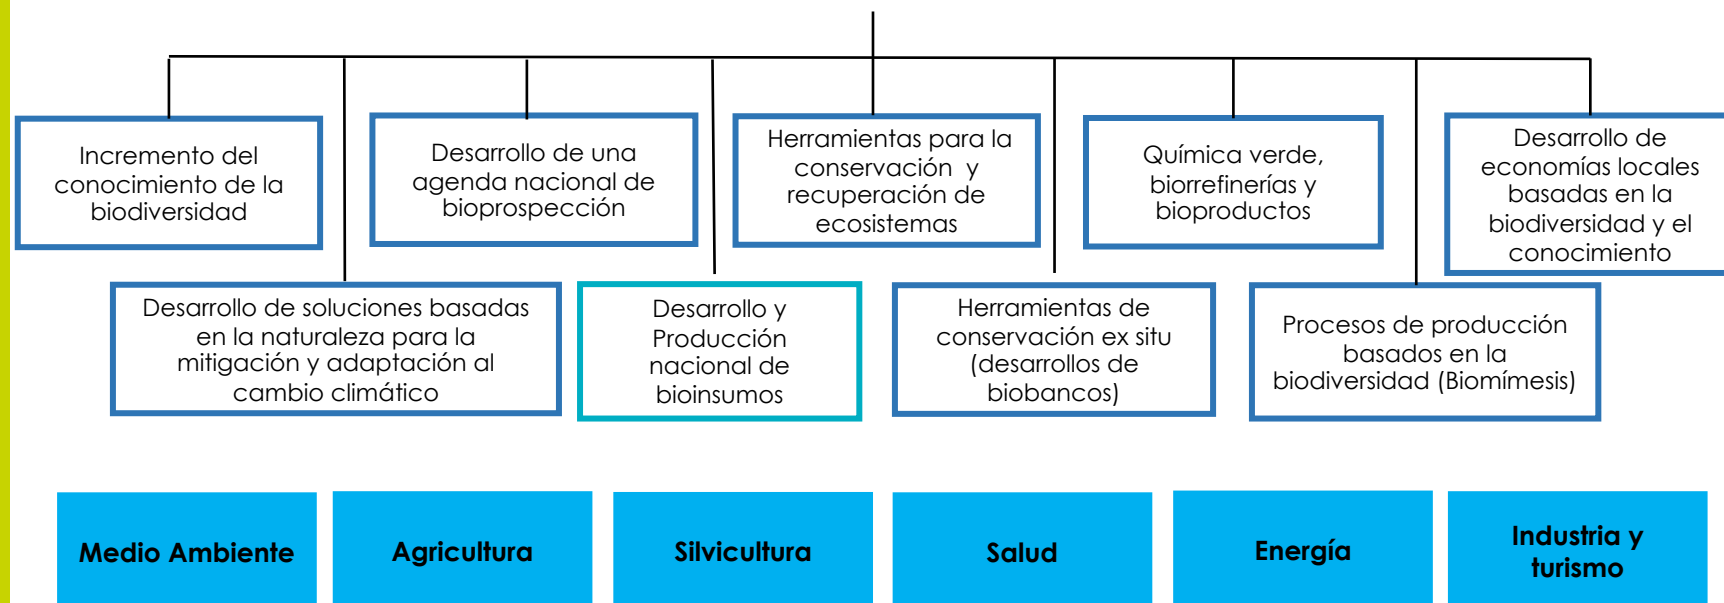 Incremento del
conocimiento de la
biodiversidad
Desarrollo de una
agenda nacional de
bioprospección
Herramientas para la
conservación y
recuperación de
ecosistemas
Química verde,
biorrefinerías y
bioproductos
Desarrollo de
economías locales
basadas en la
biodiversidad y el
conocimiento
Desarrollo de soluciones basadas
en la naturaleza para la
mitigación y adaptación al
cambio climático
Desarrollo y
Producción
nacional de
bioinsumos
Herramientas de
conservación ex situ
(desarrollos de
biobancos)
Procesos de producción
basados en la
biodiversidad (Biomímesis)
Medio Ambiente
Agricultura
Silvicultura
Salud
Energía
Industria y
turismo